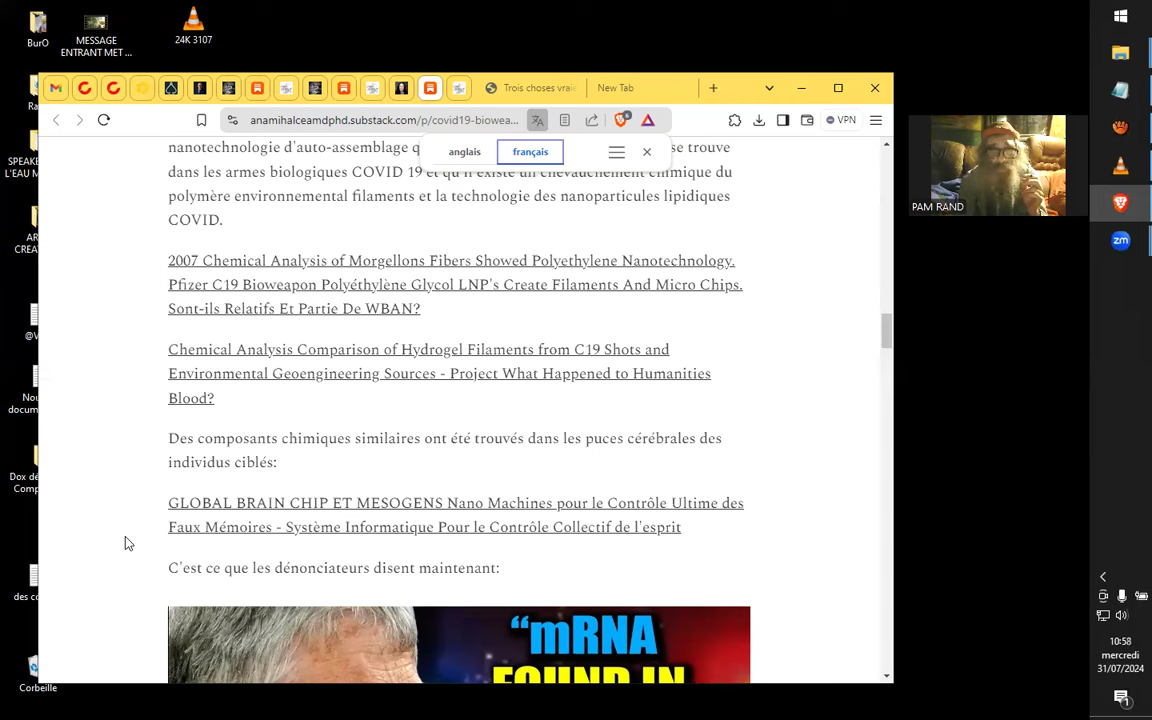 BurO
MESSAGE
ENTRANT MET ...
24K 3107
Trois choses vraie
New Tab
anamihalceamdphd.substack.com/p/covid19-biowea...
6
VPN
anglais
français
PAM RAND
nanotechnologie d'auto-assemblage q
se trouve
dans les armes biologiques COVID 19 et qu'il existe un chevauchement chimique du
polymère environnemental filaments et la technologie des nanoparticules lipidiques
COVID.
2007 Chemical Analysis of Morgellons Fibers Showed Polyethylene Nanotechnology.
Pfizer C19 Bioweapon Polyéthylène Glycol LNP's Create Filaments And Micro Chips.
Sont-ils Relatifs Et Partie De WBAN?
Chemical Analysis Comparison of Hydrogel Filaments from C19 Shots and
Environmental Geoengineering Sources - Project What Happened to Humanities
Blood?
Des composants chimiques similaires ont été trouvés dans les puces cérébrales des
individus ciblés:
GLOBAL BRAIN CHIP ET MESOGENS Nano Machines pour le Contrôle Ultime des
Faux Mémoires - Système Informatique Pour le Contrôle Collectif de l'esprit
C'est ce que les dénonciateurs disent maintenant:
"mRNA
FOUND IN
Ra
SPEAKE
L'EAU M
AR
CREAT
@V
Nou
docum
Dox de
Comp
des co
Corbeille
zm
10:58
mercredi
31/07/2024
1